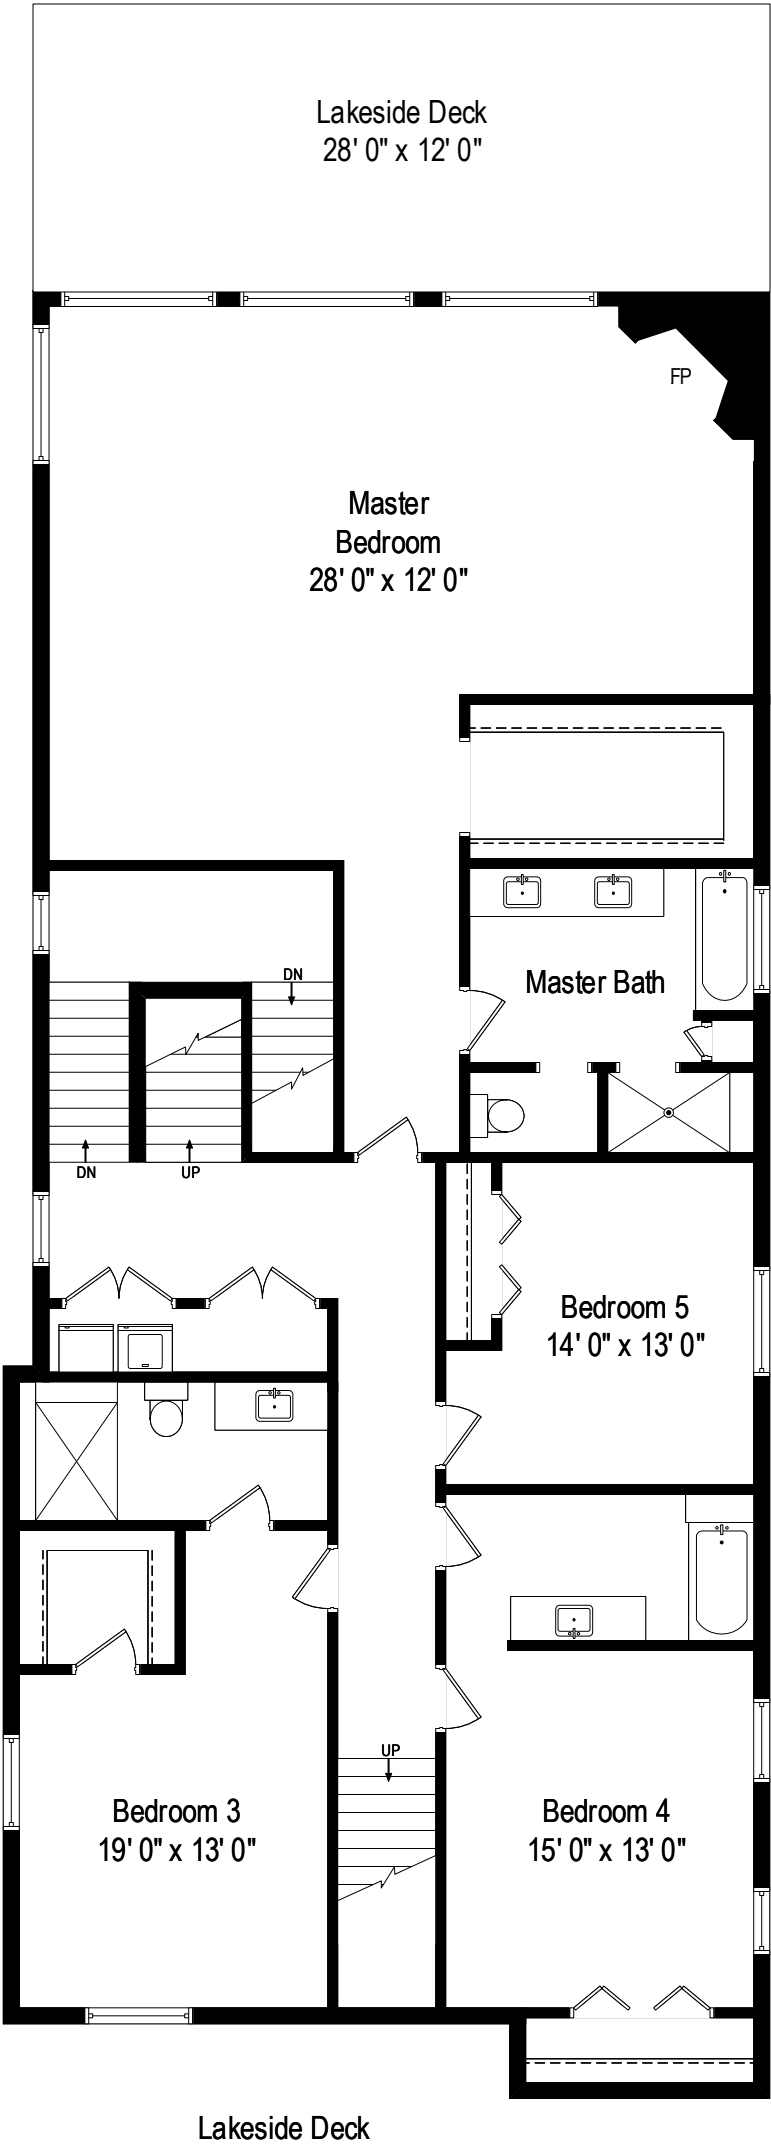 Lakeside Deck
28' 0" x 12' 0"
FP
Master
Bedroom
28' 0" x 12' 0"
Master Bath
DN
DN
UP
Bedroom 5
14' 0" x 13' 0"
UP
Bedroom 3
19' 0" x 13' 0"
Bedroom 4
15' 0" x 13' 0"
Lakeside Deck